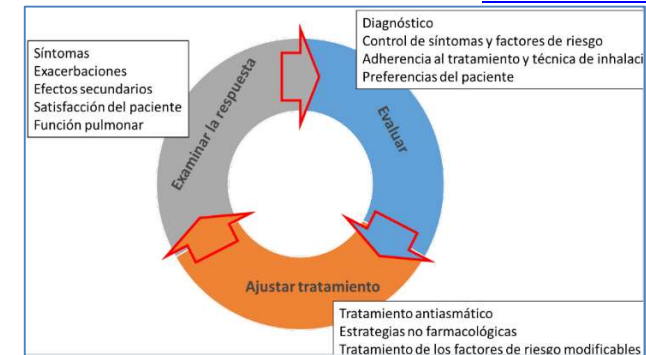 Diagnóstico
Control de síntomas y factores de riesgo
Adherencia al tratamiento y técnica de inhalaci
Preferencias del paciente
Síntomas
Exacerbaciones
Efectos secundarios
Satisfacción del paciente
Función pulmonar
Examinar la respuesta
Evaluar
Ajustar tratamiento
Tratamiento antiasmático
Estrategias no farmacológicas
Tratamiento de los factores de riesgo modificables